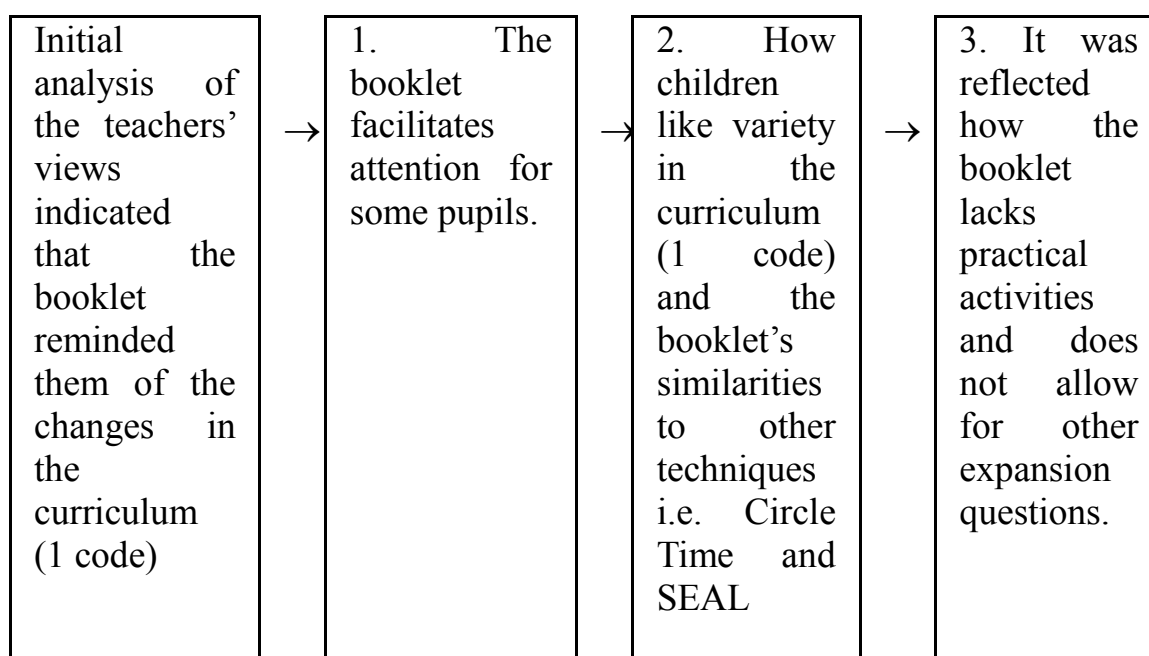 Initial
analysis of
the teachers’
views
indicated
that the
booklet
reminded
them of the
changes in
the
curriculum
(1 code)
→
1. The
booklet
facilitates
attention for
some pupils.
→
2. How
children
like variety
in the
curriculum
(1 code)
and the
booklet’s
similarities
to other
techniques
i.e. Circle
Time and
SEAL
→
3. It was
reflected
how the
booklet
lacks
practical
activities
and does
not allow
for other
expansion
questions.